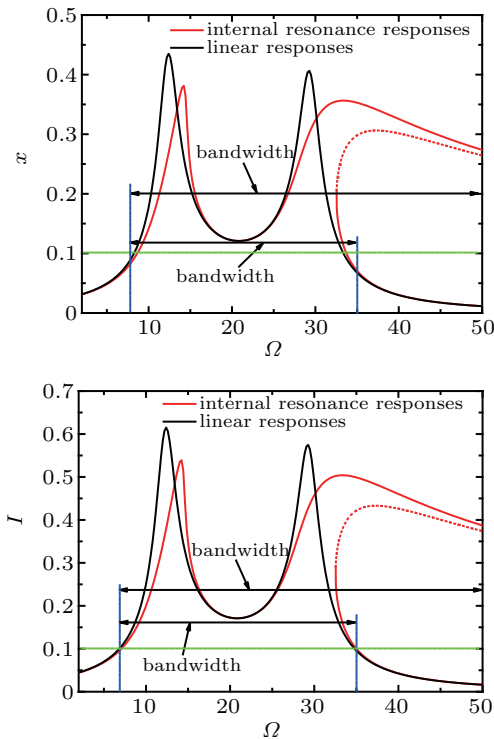 0.5
internal resonance responses
linear responses
0.4
0.3
x
bandwidth
0.2
0.1
bandwidth
0
10 20 30 40 50
Ω
0.7
internal resonance responses
0.6
linear responses
0.5
0.4
I
0.3
bandwidth
0.2
0.1
bandwidth
0
10 20 30 40 50
Ω